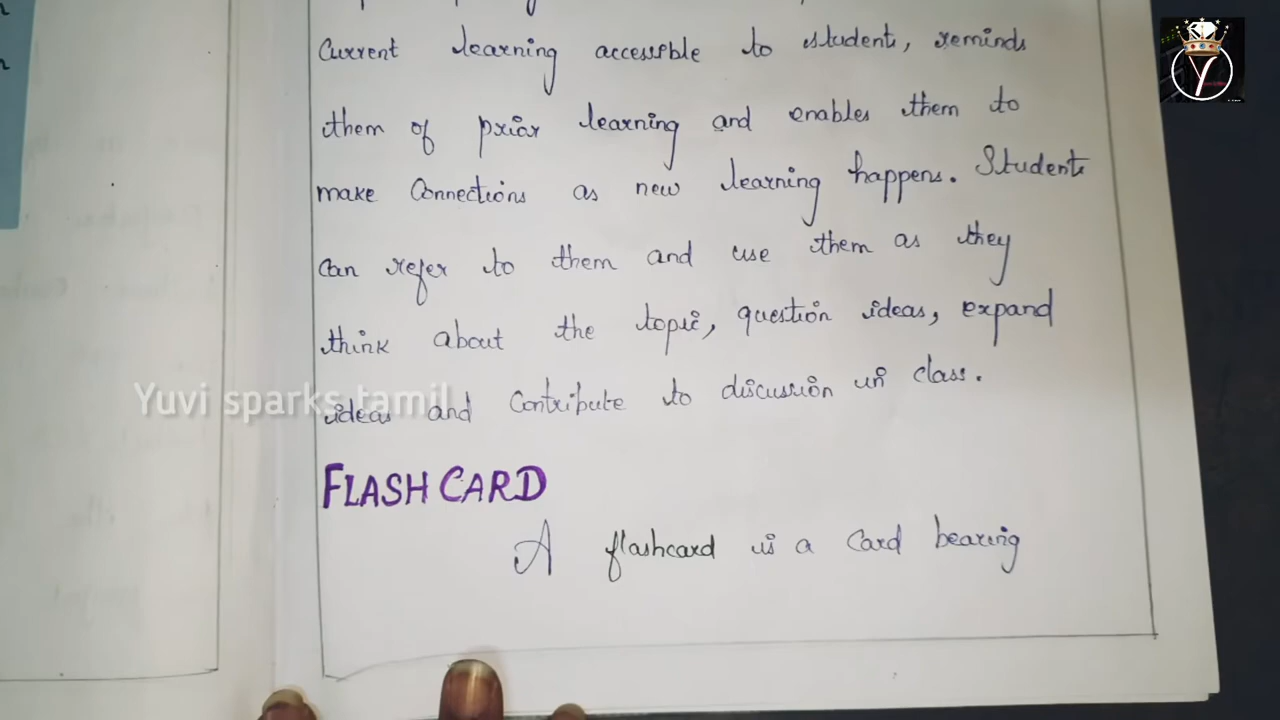 Current learning accessible to student, reminds
them of prior learning and enables them to
make Connections as new learning happens. Students
Can refer to them and use them as they
think about the topic, question ideas, expand
ideas and Contribute to discussion in class.
Yuvi sparks tamil
FLASH CARD
A flashcard is a Card bearing